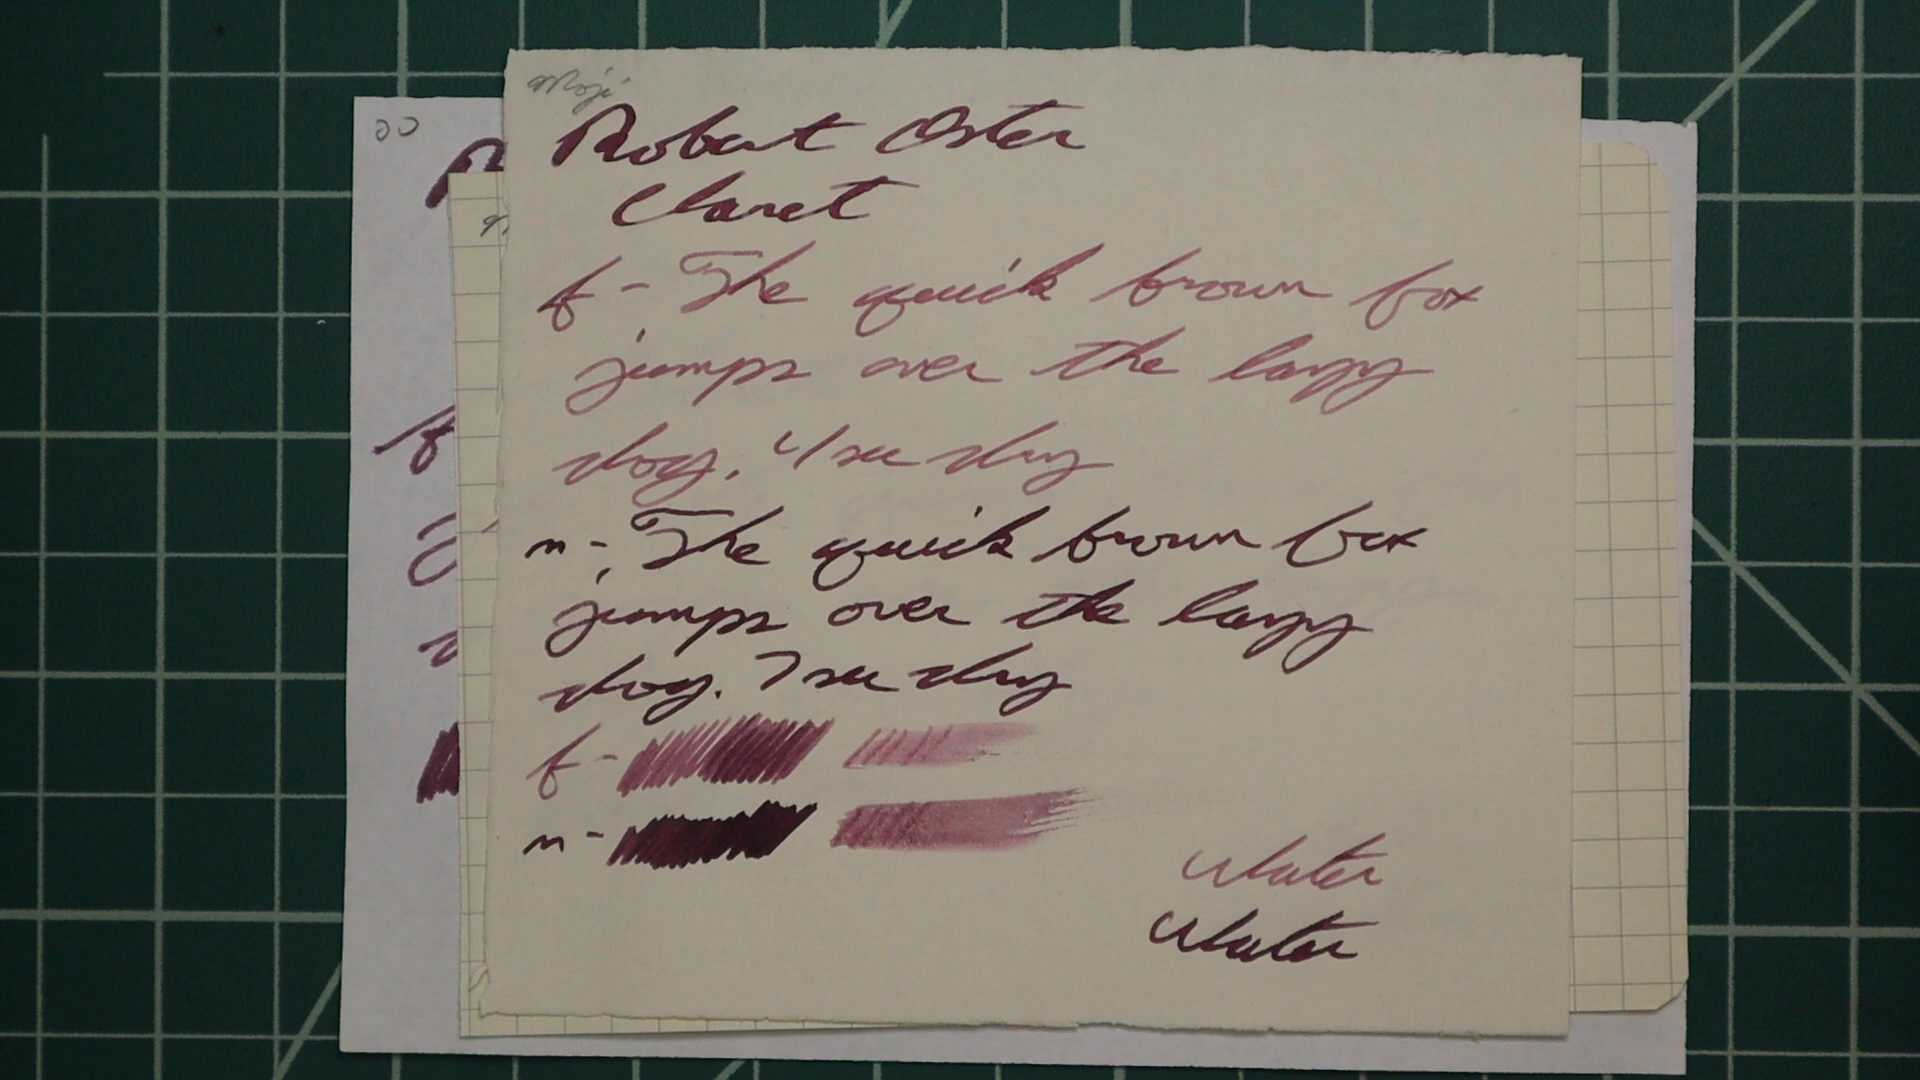 Moji
Robert Oster
Claret
f - The quick brown fox
jumps over the lazy
dog. 4 sec dry
m - The quick brown fox
jumps over the lazy
dog. 7 sec dry
f -
m -
Water
Water